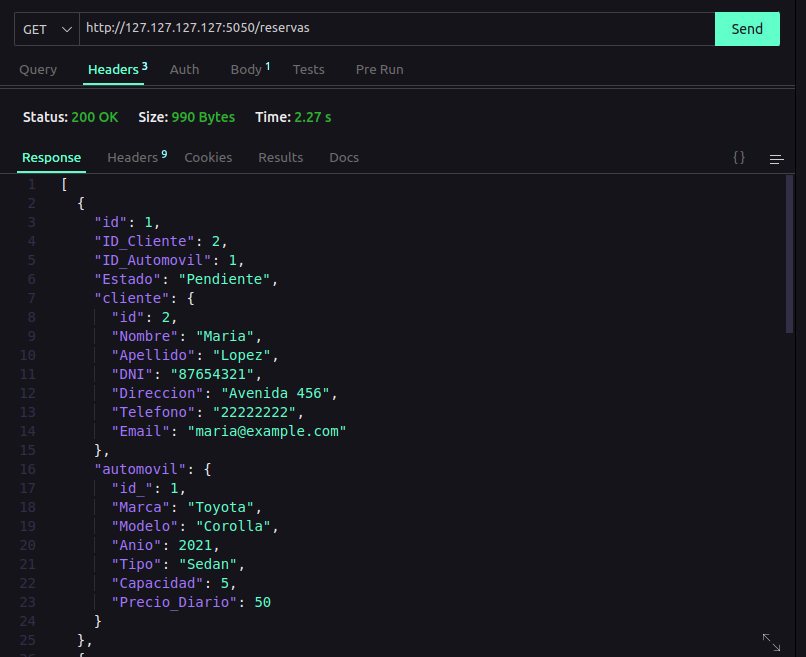 GET http://127.127.127.127:5050/reservas Send
Query Headers 3 Auth Body 1 Tests Pre Run
Status: 200 OK Size: 990 Bytes Time: 2.27 s
Response Headers 9 Cookies Results Docs {}
1 [
2 {
3 "id": 1,
4 "ID_Cliente": 2,
5 "ID_Automovil": 1,
6 "Estado": "Pendiente",
7 "cliente": {
8 "id": 2,
9 "Nombre": "Maria",
10 "Apellido": "Lopez",
11 "DNI": "87654321",
12 "Direccion": "Avenida 456",
13 "Telefono": "22222222",
14 "Email": "maria@example.com"
15 },
16 "automovil": {
17 "id_": 1,
18 "Marca": "Toyota",
19 "Modelo": "Corolla",
20 "Anio": 2021,
21 "Tipo": "Sedan",
22 "Capacidad": 5,
23 "Precio_Diario": 50
24 }
25 },
26 {